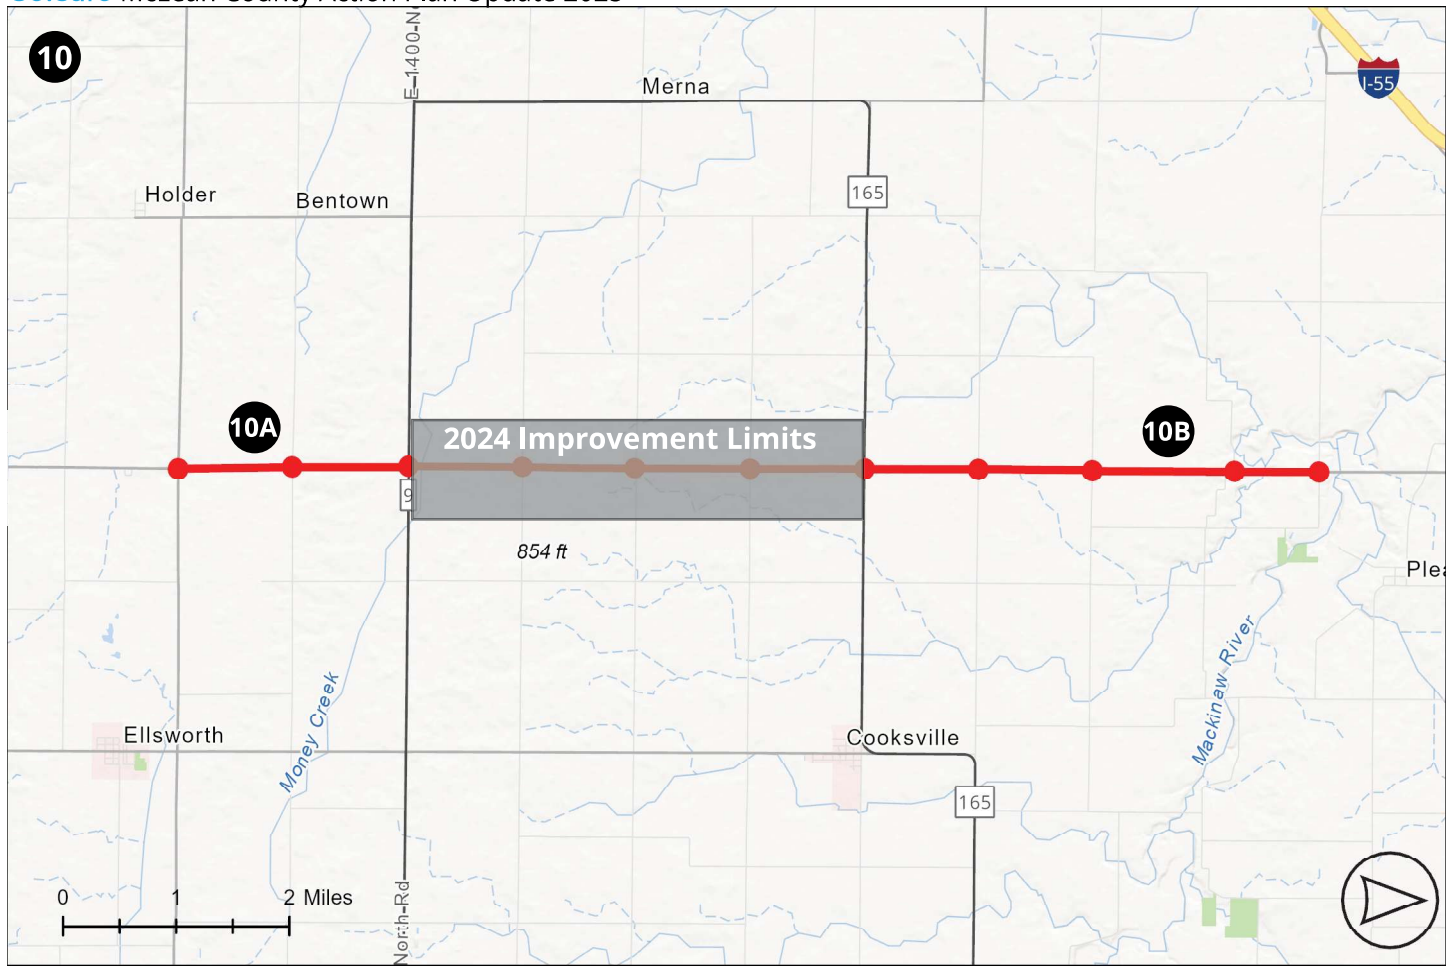 10
E 1400 N
Merna
I-55
165
Holder
Bentown
10A
2024 Improvement Limits
10B
9
854 ft
Plea
Mackinaw River
Money Creek
Ellsworth
Cooksville
165
0 1 2 Miles
North Rd